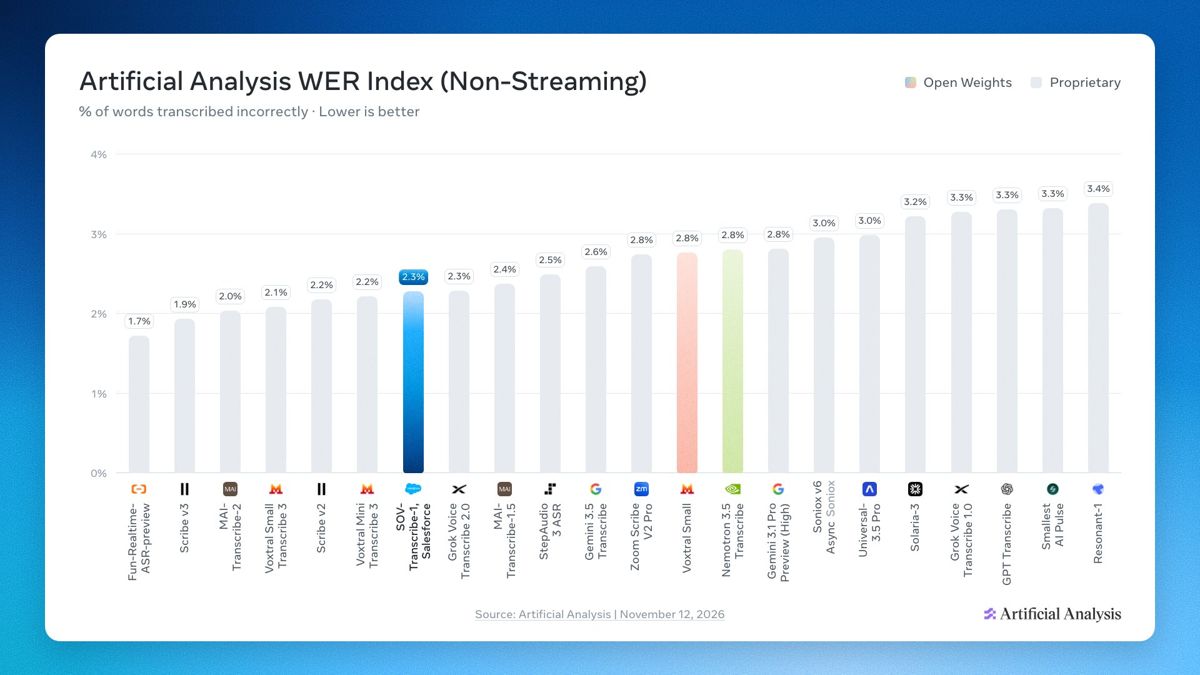 Artificial Analysis WER Index (Non-Streaming)
% of words transcribed incorrectly · Lower is better
Open Weights
Proprietary
4%
3%
2%
1%
0%
1.7%
1.9%
2.0%
2.1%
2.2%
2.2%
2.3%
2.3%
2.4%
2.5%
2.6%
2.8%
2.8%
2.8%
2.8%
3.0%
3.0%
3.2%
3.3%
3.3%
3.3%
3.4%
MAI
MAI
zm
Fun-Realtime-
ASR-preview
Scribe v3
MAI-
Transcribe-2
Voxtral Small
Transcribe 3
Scribe v2
Voxtral Mini
Transcribe 3
SOV-
Transcribe-1,
Salesforce
Grok Voice
Transcribe 2.0
MAI-
Transcribe-1.5
StepAudio
3 ASR
Gemini 3.5
Transcribe
Zoom Scribe
V2 Pro
Voxtral Small
Nemotron 3.5
Transcribe
Gemini 3.1 Pro
Preview (High)
Soniox v6
Async Soniox
Universal-
3.5 Pro
Solaria-3
Grok Voice
Transcribe 1.0
GPT Transcribe
Smallest
AI Pulse
Resonant-1
Source: Artificial Analysis | November 12, 2026
Artificial Analysis